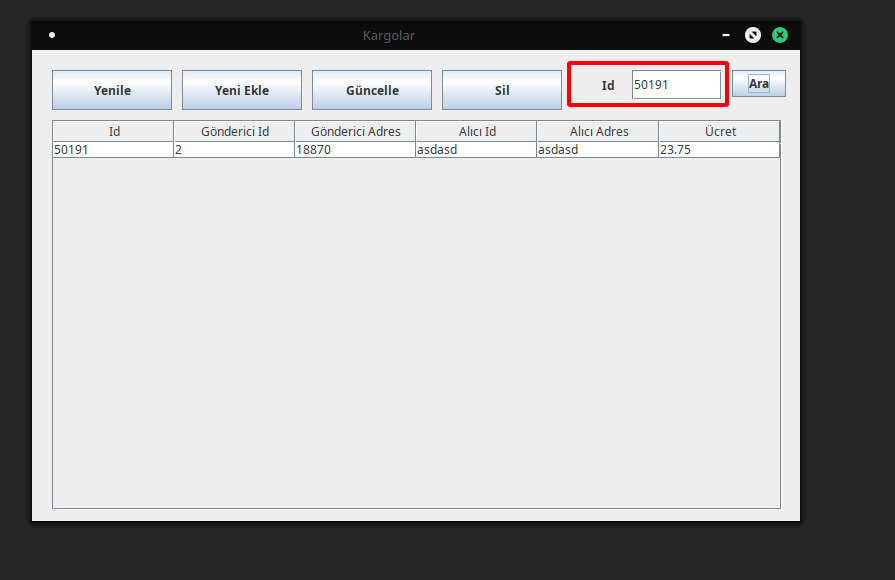 Kargolar
Yenile Yeni Ekle Güncelle Sil Id 50191 Ara
Id Gönderici Id Gönderici Adres Alıcı Id Alıcı Adres Ücret
50191 2 18870 asdasd asdasd 23.75